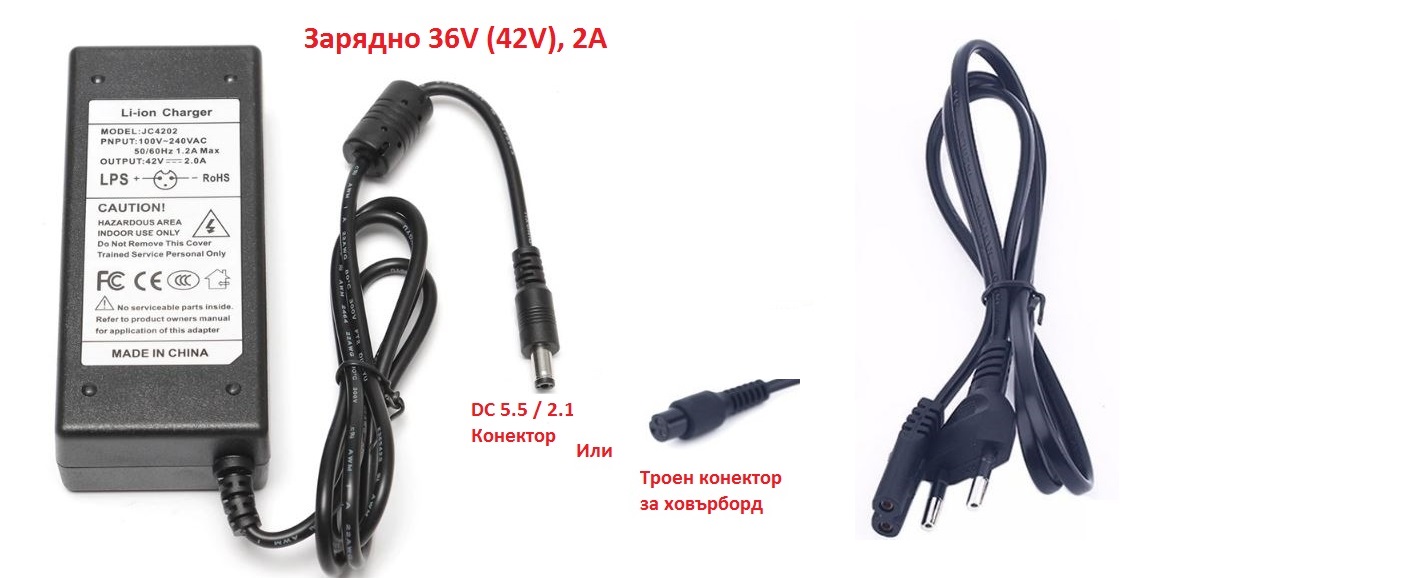 Зарядно 36V (42V), 2A
Li-ion Charger
MODEL:JC4202
PNPUT:100V~240VAC
50/60Hz 1.2A Max
OUTPUT:42V 2.0A
LPS + - RoHS
CAUTION!
HAZARDOUS AREA
INDOOR USE ONLY
Do Not Remove This Cover
Trained Service Personal Only
FC CE CCC
No serviceable parts inside.
Refer to product owners manual
for application of this adapter
MADE IN CHINA
DC 5.5 / 2.1
Конектор
Или
Троен конектор
за ховърборд